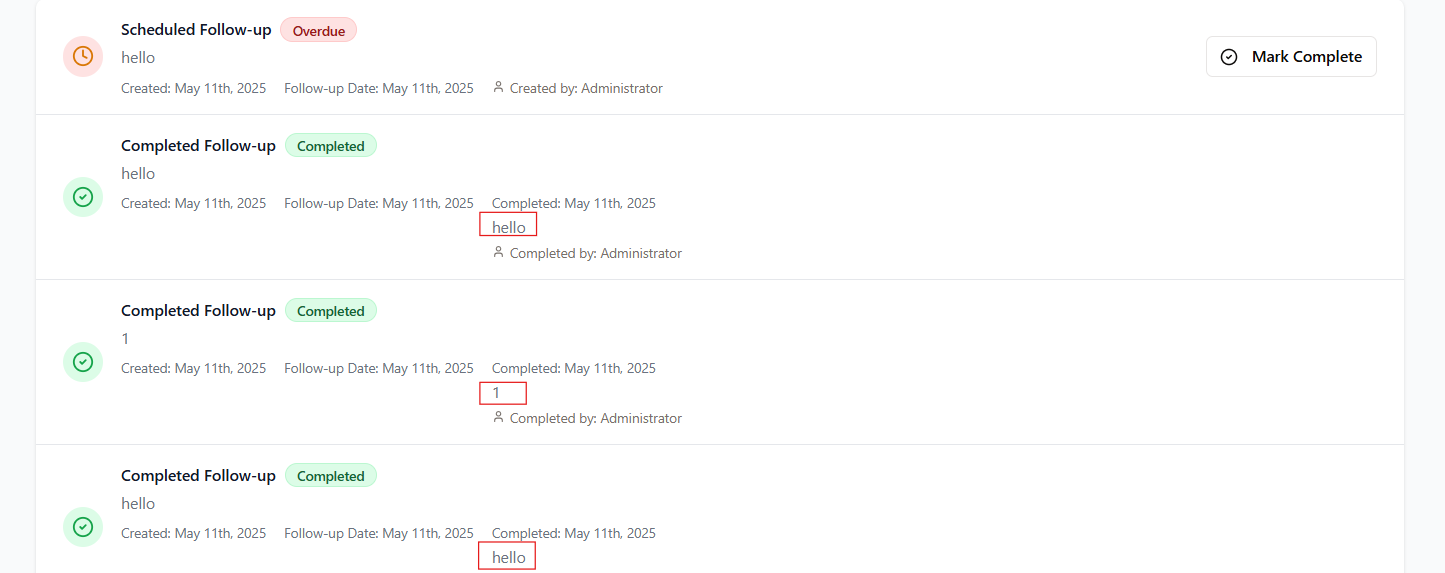 Scheduled Follow-up Overdue
hello
Mark Complete
Created: May 11th, 2025 Follow-up Date: May 11th, 2025 Created by: Administrator
Completed Follow-up Completed
hello
Created: May 11th, 2025 Follow-up Date: May 11th, 2025 Completed: May 11th, 2025
hello
Completed by: Administrator
Completed Follow-up Completed
1
Created: May 11th, 2025 Follow-up Date: May 11th, 2025 Completed: May 11th, 2025
1
Completed by: Administrator
Completed Follow-up Completed
hello
Created: May 11th, 2025 Follow-up Date: May 11th, 2025 Completed: May 11th, 2025
hello